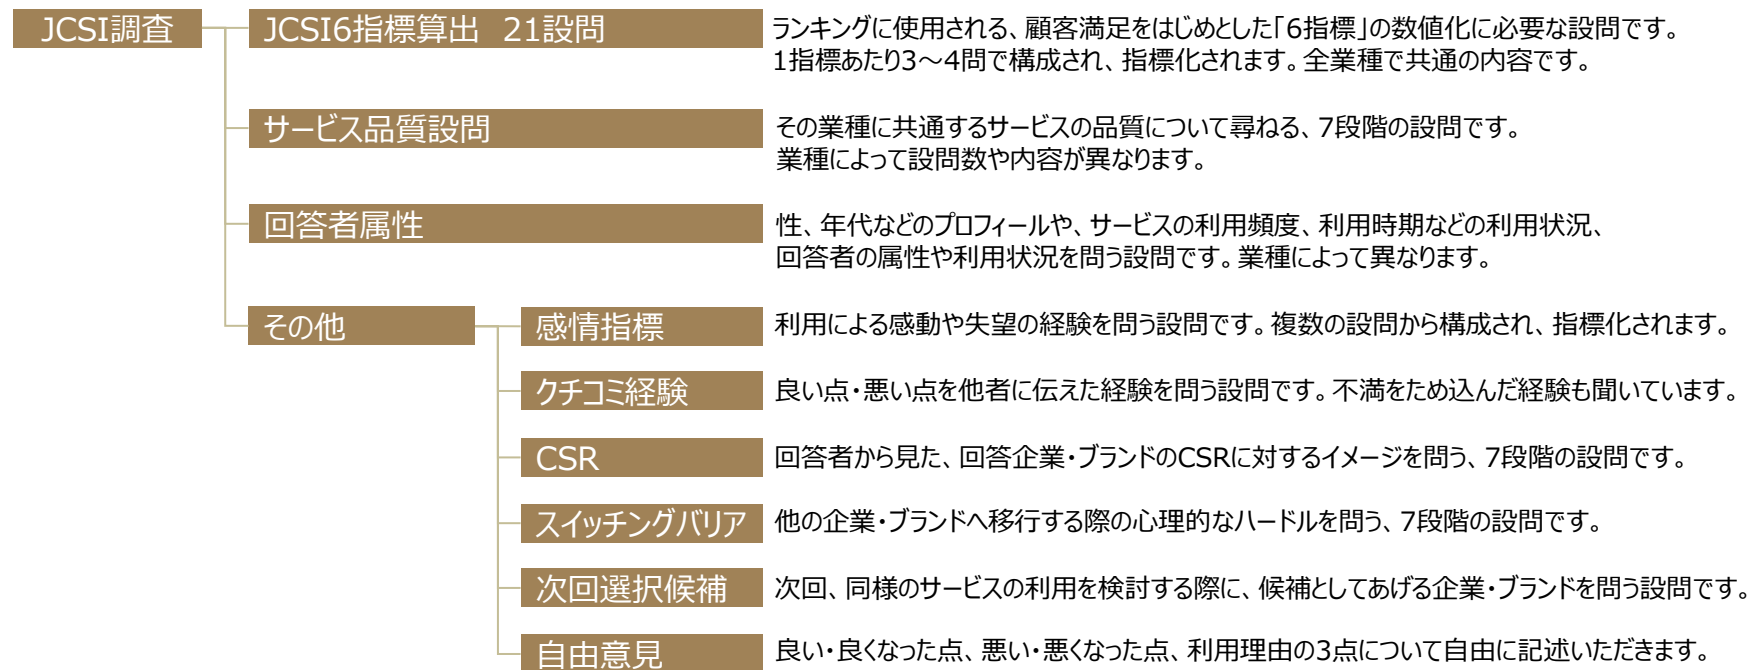 JCSI調査
JCSI6指標算出 21設問
ランキングに使用される、顧客満足をはじめとした「6指標」の数値化に必要な設問です。
1指標あたり3～4問で構成され、指標化されます。全業種で共通の内容です。
サービス品質設問
その業種に共通するサービスの品質について尋ねる、7段階の設問です。
業種によって設問数や内容が異なります。
回答者属性
性、年代などのプロフィールや、サービスの利用頻度、利用時期などの利用状況、
回答者の属性や利用状況を問う設問です。業種によって異なります。
その他
感情指標
利用による感動や失望の経験を問う設問です。複数の設問から構成され、指標化されます。
クチコミ経験
良い点・悪い点を他者に伝えた経験を問う設問です。不満をため込んだ経験も聞いています。
CSR
回答者から見た、回答企業・ブランドのCSRに対するイメージを問う、7段階の設問です。
スイッチングバリア
他の企業・ブランドへ移行する際の心理的なハードルを問う、7段階の設問です。
次回選択候補
次回、同様のサービスの利用を検討する際に、候補としてあげる企業・ブランドを問う設問です。
自由意見
良い・良くなった点、悪い・悪くなった点、利用理由の3点について自由に記述いただきます。